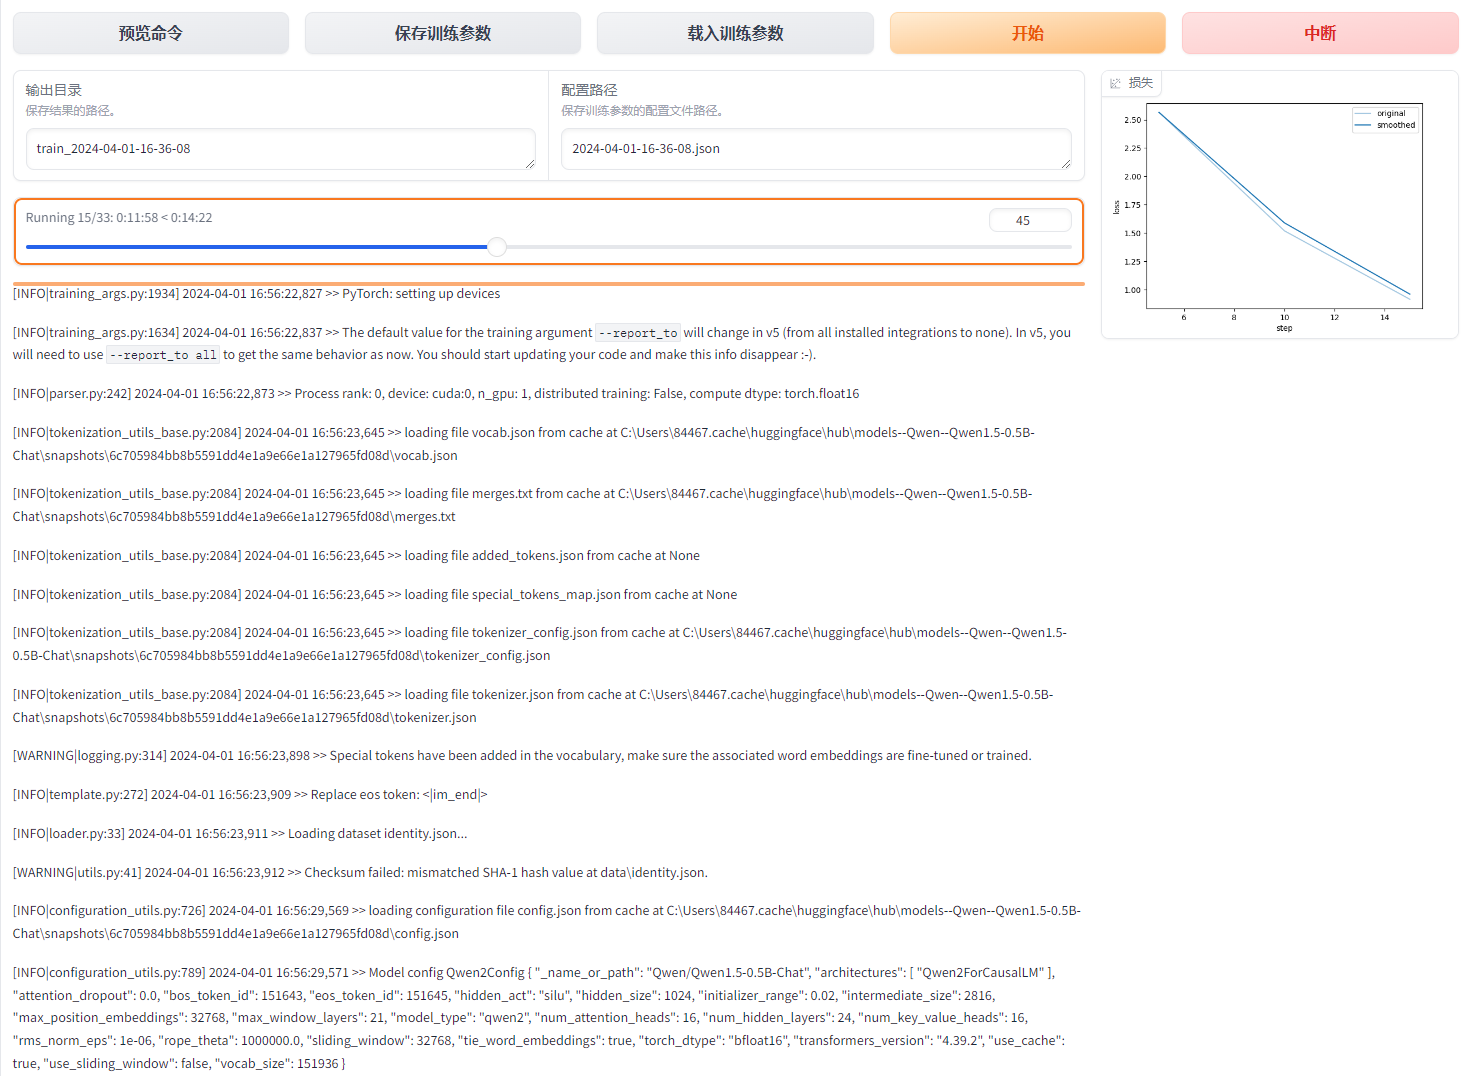 预览命令
保存训练参数
载入训练参数
开始
中断
输出目录
保存结果的路径。
train_2024-04-01-16-36-08
配置路径
保存训练参数的配置文件路径。
2024-04-01-16-36-08.json
损失
2.50
2.25
2.00
1.75
1.50
1.25
1.00
loss
original
smoothed
6
8
10
12
14
step
Running 15/33: 0:11:58 < 0:14:22
45
[INFO|training_args.py:1934] 2024-04-01 16:56:22,827 >> PyTorch: setting up devices
[INFO|training_args.py:1634] 2024-04-01 16:56:22,837 >> The default value for the training argument --report_to will change in v5 (from all installed integrations to none). In v5, you
will need to use --report_to all to get the same behavior as now. You should start updating your code and make this info disappear :-).
[INFO|parser.py:242] 2024-04-01 16:56:22,873 >> Process rank: 0, device: cuda:0, n_gpu: 1, distributed training: False, compute dtype: torch.float16
[INFO|tokenization_utils_base.py:2084] 2024-04-01 16:56:23,645 >> loading file vocab.json from cache at C:\Users\84467.cache\huggingface\hub\models--Qwen--Qwen1.5-0.5B-
Chat\snapshots\6c705984bb8b5591dd4e1a9e66e1a127965fd08d\vocab.json
[INFO|tokenization_utils_base.py:2084] 2024-04-01 16:56:23,645 >> loading file merges.txt from cache at C:\Users\84467.cache\huggingface\hub\models--Qwen--Qwen1.5-0.5B-
Chat\snapshots\6c705984bb8b5591dd4e1a9e66e1a127965fd08d\merges.txt
[INFO|tokenization_utils_base.py:2084] 2024-04-01 16:56:23,645 >> loading file added_tokens.json from cache at None
[INFO|tokenization_utils_base.py:2084] 2024-04-01 16:56:23,645 >> loading file special_tokens_map.json from cache at None
[INFO|tokenization_utils_base.py:2084] 2024-04-01 16:56:23,645 >> loading file tokenizer_config.json from cache at C:\Users\84467.cache\huggingface\hub\models--Qwen--Qwen1.5-
0.5B-Chat\snapshots\6c705984bb8b5591dd4e1a9e66e1a127965fd08d\tokenizer_config.json
[INFO|tokenization_utils_base.py:2084] 2024-04-01 16:56:23,645 >> loading file tokenizer.json from cache at C:\Users\84467.cache\huggingface\hub\models--Qwen--Qwen1.5-0.5B-
Chat\snapshots\6c705984bb8b5591dd4e1a9e66e1a127965fd08d\tokenizer.json
[WARNING|logging.py:314] 2024-04-01 16:56:23,898 >> Special tokens have been added in the vocabulary, make sure the associated word embeddings are fine-tuned or trained.
[INFO|template.py:272] 2024-04-01 16:56:23,909 >> Replace eos token: <|im_end|>
[INFO|loader.py:33] 2024-04-01 16:56:23,911 >> Loading dataset identity.json...
[WARNING|utils.py:41] 2024-04-01 16:56:23,912 >> Checksum failed: mismatched SHA-1 hash value at data\identity.json.
[INFO|configuration_utils.py:726] 2024-04-01 16:56:29,569 >> loading configuration file config.json from cache at C:\Users\84467.cache\huggingface\hub\models--Qwen--Qwen1.5-0.5B-
Chat\snapshots\6c705984bb8b5591dd4e1a9e66e1a127965fd08d\config.json
[INFO|configuration_utils.py:789] 2024-04-01 16:56:29,571 >> Model config Qwen2Config { "_name_or_path": "Qwen/Qwen1.5-0.5B-Chat", "architectures": [ "Qwen2ForCausalLM" ],
"attention_dropout": 0.0, "bos_token_id": 151643, "eos_token_id": 151645, "hidden_act": "silu", "hidden_size": 1024, "initializer_range": 0.02, "intermediate_size": 2816,
"max_position_embeddings": 32768, "max_window_layers": 21, "model_type": "qwen2", "num_attention_heads": 16, "num_hidden_layers": 24, "num_key_value_heads": 16,
"rms_norm_eps": 1e-06, "rope_theta": 1000000.0, "sliding_window": 32768, "tie_word_embeddings": true, "torch_dtype": "bfloat16", "transformers_version": "4.39.2", "use_cache":
true, "use_sliding_window": false, "vocab_size": 151936 }